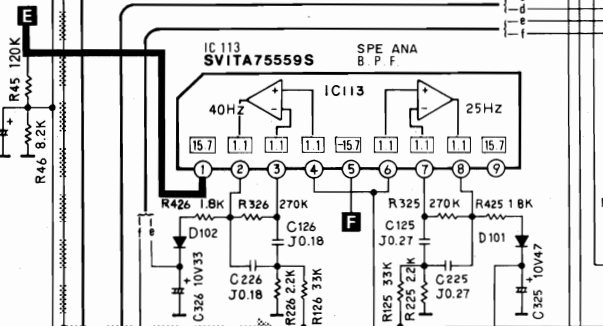 E
d
e
f
IC 113
SVITA75559S
SPE ANA
B.P.F.
R45 120K
IC113
40Hz
25Hz
+
−
+
−
15.7 1.1 1.1 1.1 -15.7 1.1 1.1 1.1 15.7
1 2 3 4 5 6 7 8 9
+
R46 8.2K
R426 1.8K R326 270K R325 270K R425 1.8K
F
f e
D102
C126
J0.18
C125
J0.27
D101
C226
J0.18
C225
J0.27
+
C326 10V33
R226 2.2K
R126 33K
R125 33K
R225 2.2K
+
C325 10V47